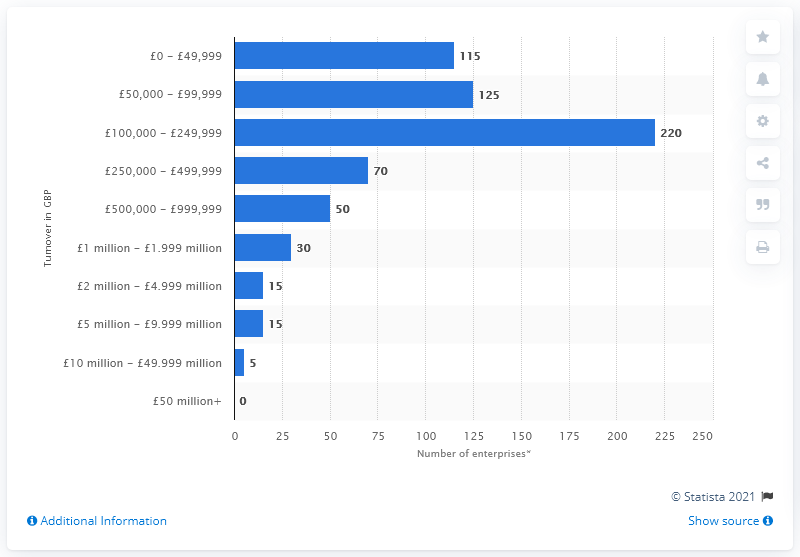 £0 – £49,999 115
£50,000 – £99,999 125
£100,000 – £249,999 220
£250,000 – £499,999 70
£500,000 – £999,999 50
£1 million – £1.999 million 30
£2 million – £4.999 million 15
£5 million – £9.999 million 15
£10 million – £49.999 million 5
£50 million+ 0
Turnover in GBP
0 25 50 75 100 125 150 175 200 225 250
Number of enterprises*
© Statista 2021
Additional Information
Show source